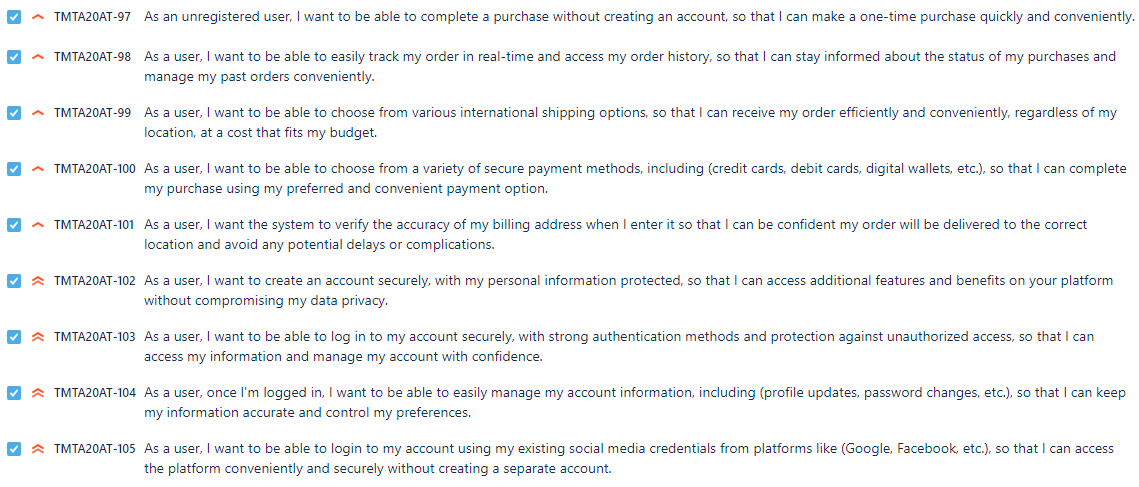 TMTA20AT-97 As an unregistered user, I want to be able to complete a purchase without creating an account, so that I can make a one-time purchase quickly and conveniently.
TMTA20AT-98 As a user, I want to be able to easily track my order in real-time and access my order history, so that I can stay informed about the status of my purchases and
manage my past orders conveniently.
TMTA20AT-99 As a user, I want to be able to choose from various international shipping options, so that I can receive my order efficiently and conveniently, regardless of my
location, at a cost that fits my budget.
TMTA20AT-100 As a user, I want to be able to choose from a variety of secure payment methods, including (credit cards, debit cards, digital wallets, etc.), so that I can complete
my purchase using my preferred and convenient payment option.
TMTA20AT-101 As a user, I want the system to verify the accuracy of my billing address when I enter it so that I can be confident my order will be delivered to the correct
location and avoid any potential delays or complications.
TMTA20AT-102 As a user, I want to create an account securely, with my personal information protected, so that I can access additional features and benefits on your platform
without compromising my data privacy.
TMTA20AT-103 As a user, I want to be able to log in to my account securely, with strong authentication methods and protection against unauthorized access, so that I can
access my information and manage my account with confidence.
TMTA20AT-104 As a user, once I'm logged in, I want to be able to easily manage my account information, including (profile updates, password changes, etc.), so that I can keep
my information accurate and control my preferences.
TMTA20AT-105 As a user, I want to be able to login to my account using my existing social media credentials from platforms like (Google, Facebook, etc.), so that I can access
the platform conveniently and securely without creating a separate account.